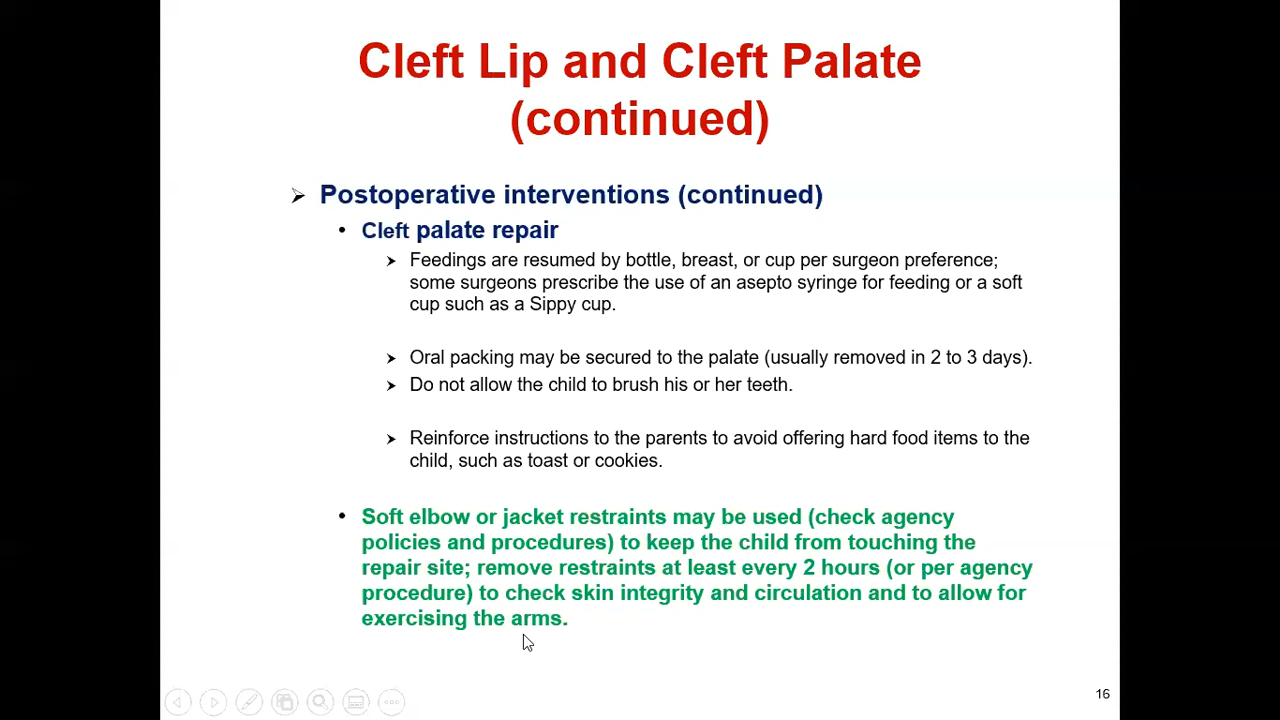 Cleft Lip and Cleft Palate
(continued)
Postoperative interventions (continued)
Cleft palate repair
Feedings are resumed by bottle, breast, or cup per surgeon preference;
some surgeons prescribe the use of an asepto syringe for feeding or a soft
cup such as a Sippy cup.
Oral packing may be secured to the palate (usually removed in 2 to 3 days).
Do not allow the child to brush his or her teeth.
Reinforce instructions to the parents to avoid offering hard food items to the
child, such as toast or cookies.
Soft elbow or jacket restraints may be used (check agency
policies and procedures) to keep the child from touching the
repair site; remove restraints at least every 2 hours (or per agency
procedure) to check skin integrity and circulation and to allow for
exercising the arms.
16